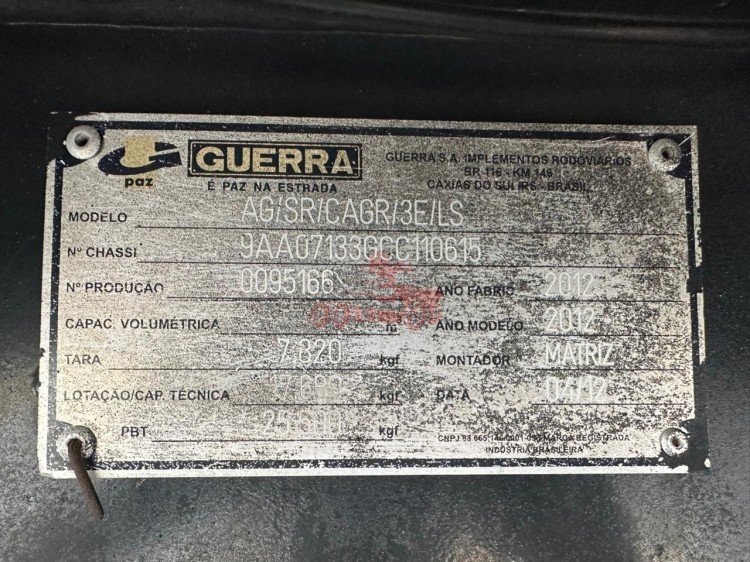 paz GUERRA GUERRA S.A. IMPLEMENTOS RODOVIÁRIOS
É PAZ NA ESTRADA BR 116 - KM 146
CAXIAS DO SUL RS - BRASIL
MODELO AG/SR/CAGR/3E/LS
Nº CHASSI 9AA07133GCC110615
Nº PRODUÇÃO 0095166 ANO FABRIC 2012
CAPAC. VOLUMÉTRICA ANO MODELO 2012
TARA 7.820 kgf MONTADOR MATRIZ
LOTAÇÃO/CAP. TÉCNICA kgf DATA 04/12
PBT kgf
MARCA REGISTRADA
INDÚSTRIA BRASILEIRA